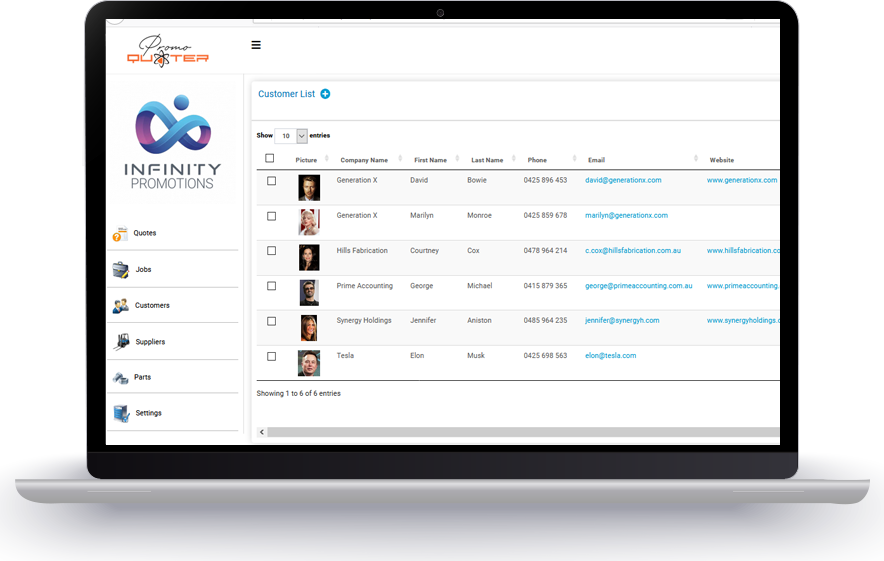 Promo
QUOTER
INFINITY
PROMOTIONS
Quotes
Jobs
Customers
Suppliers
Parts
Settings
Customer List
Show 10 entries
Picture Company Name First Name Last Name Phone Email Website
Generation X David Bowie 0425 896 453 david@generationx.com www.generationx.com
Generation X Marilyn Monroe 0425 859 678 marilyn@generationx.com
Hills Fabrication Courtney Cox 0478 964 214 c.cox@hillsfabrication.com.au www.hillsfabrication.co
Prime Accounting George Michael 0415 879 365 george@primeaccounting.com.au www.primeaccounting.
Synergy Holdings Jennifer Aniston 0485 964 235 jennifer@synergyh.com www.synergyholdings.
Tesla Elon Musk 0425 698 563 elon@tesla.com
Showing 1 to 6 of 6 entries